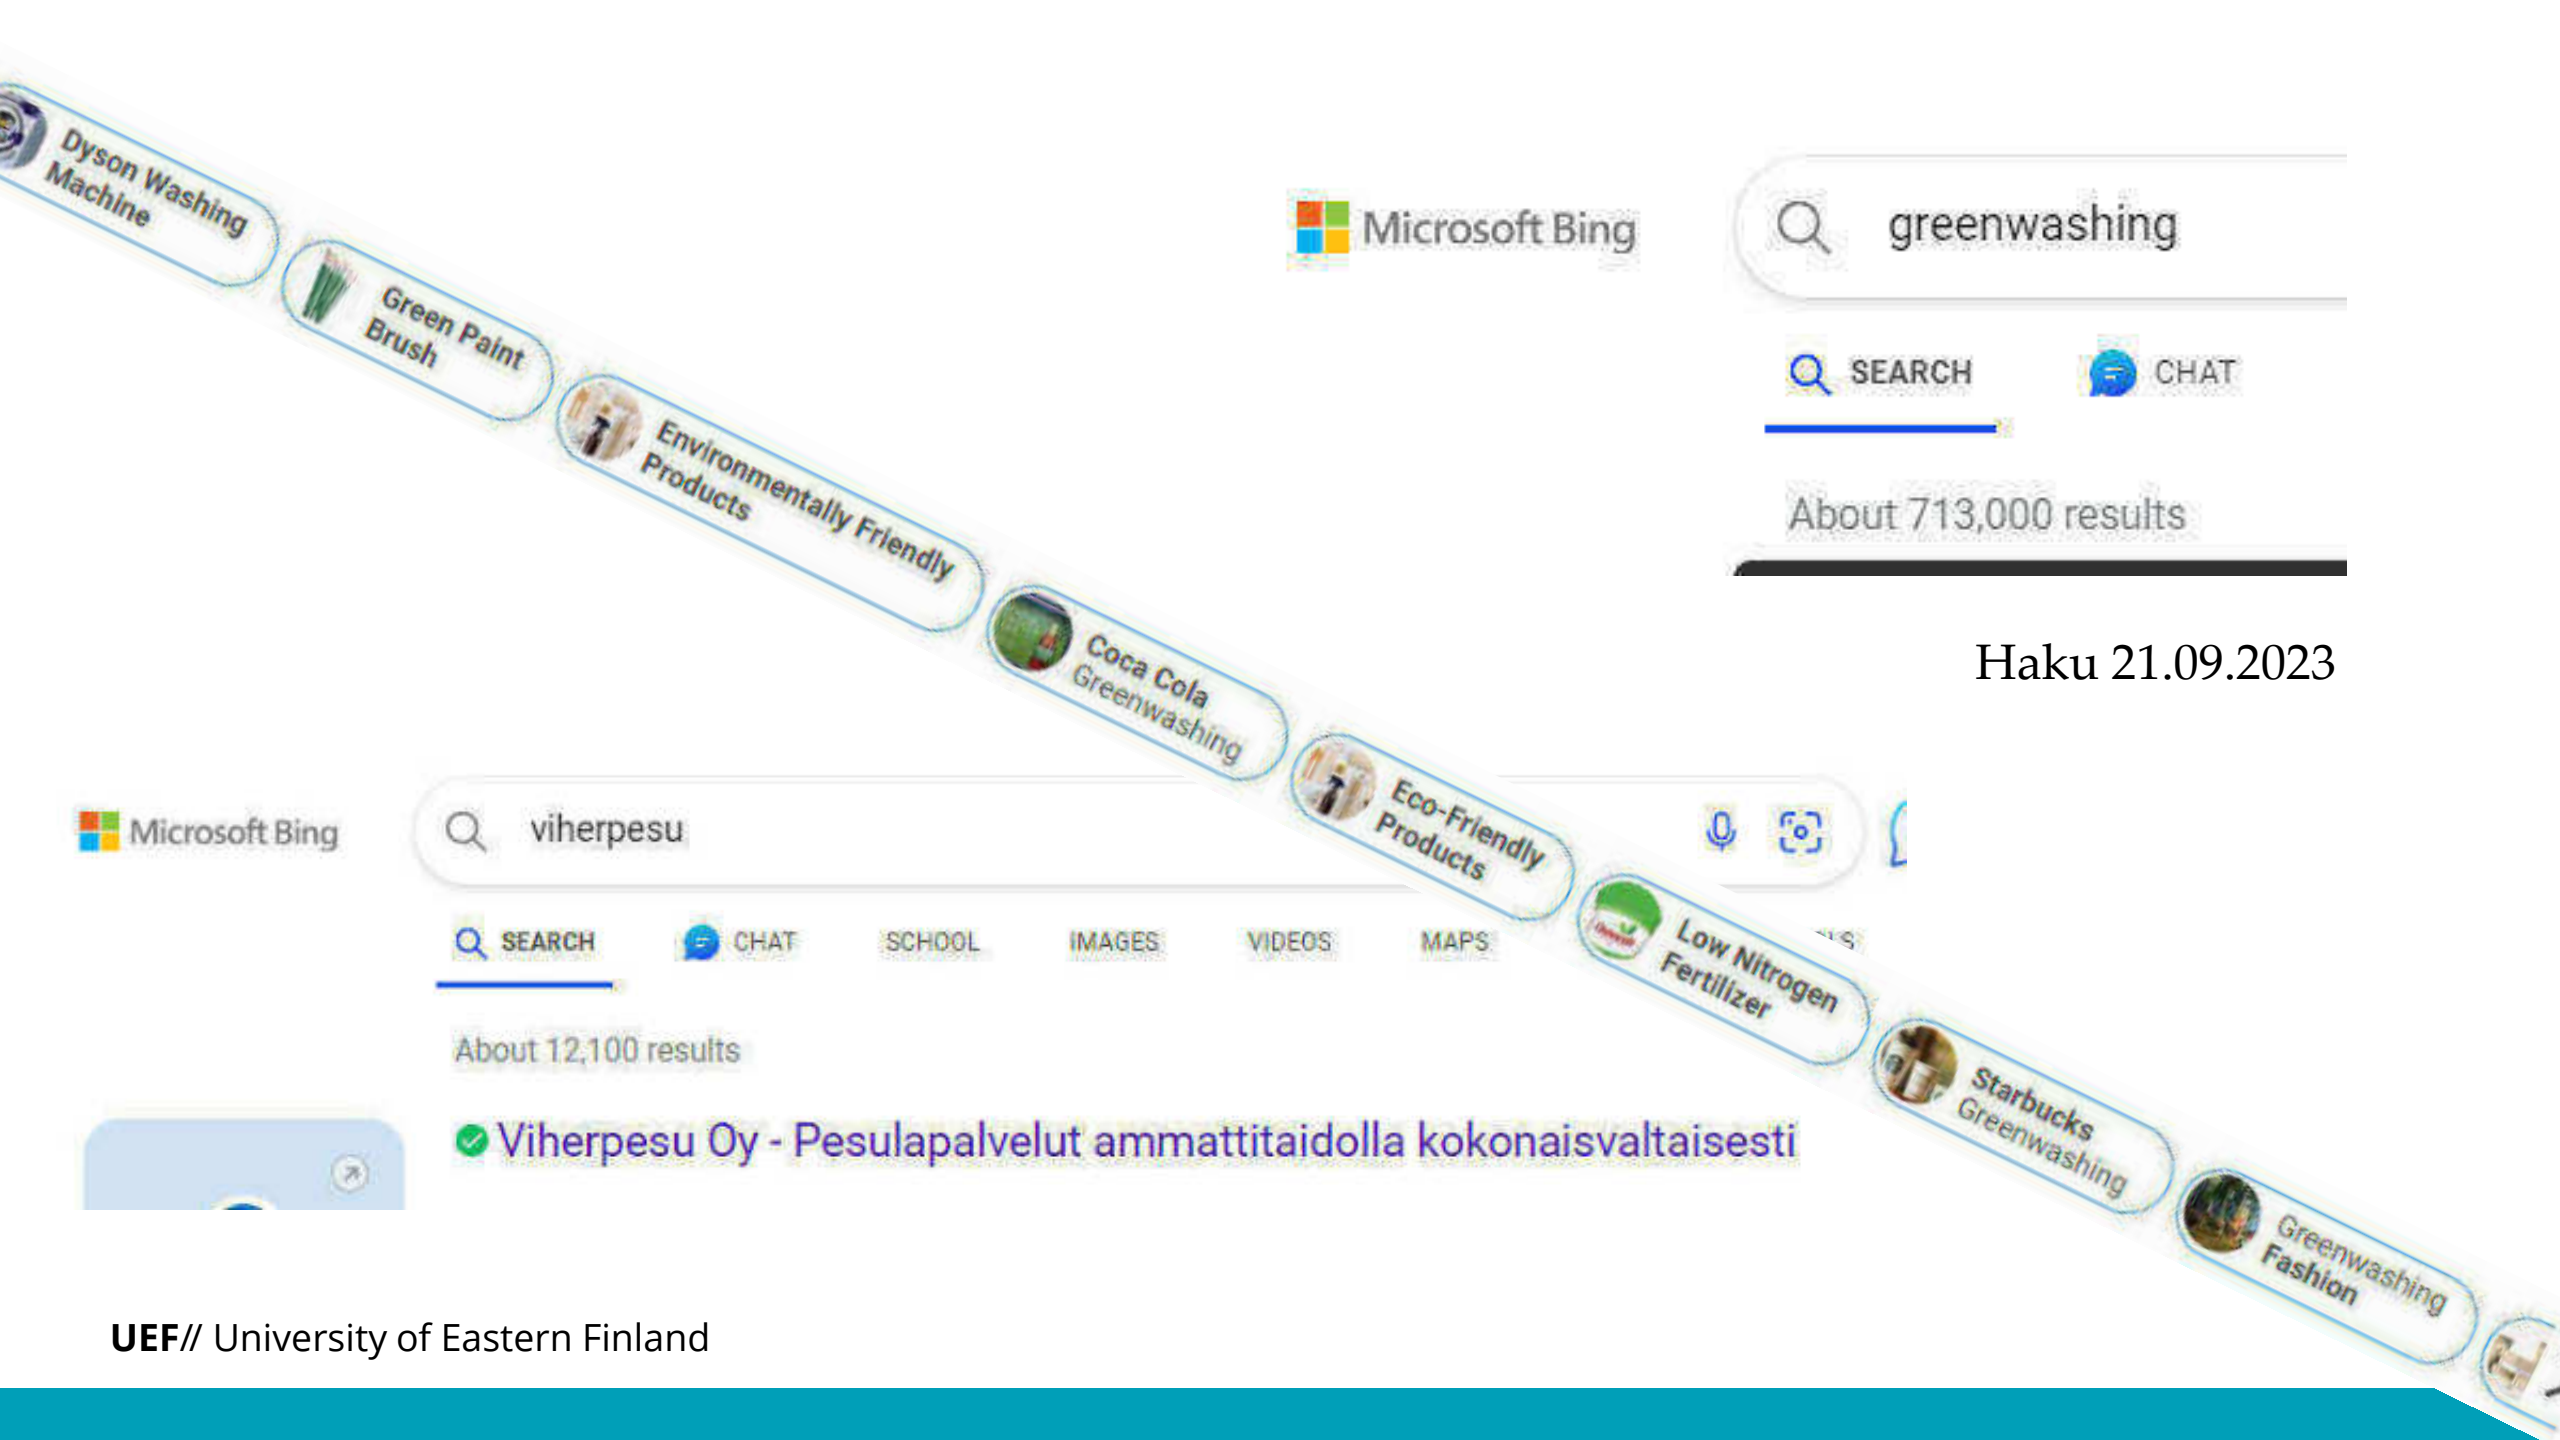 Dyson Washing
Machine
Green Paint
Brush
Environmentally Friendly
Products
Coca Cola
Greenwashing
Eco-Friendly
Products
Low Nitrogen
Fertilizer
Starbucks
Greenwashing
Greenwashing
Fashion
Microsoft Bing
greenwashing
SEARCH CHAT
About 713,000 results
Haku 21.09.2023
Microsoft Bing
viherpesu
SEARCH CHAT SCHOOL IMAGES VIDEOS MAPS
About 12,100 results
Viherpesu Oy - Pesulapalvelut ammattitaidolla kokonaisvaltaisesti
UEF// University of Eastern Finland